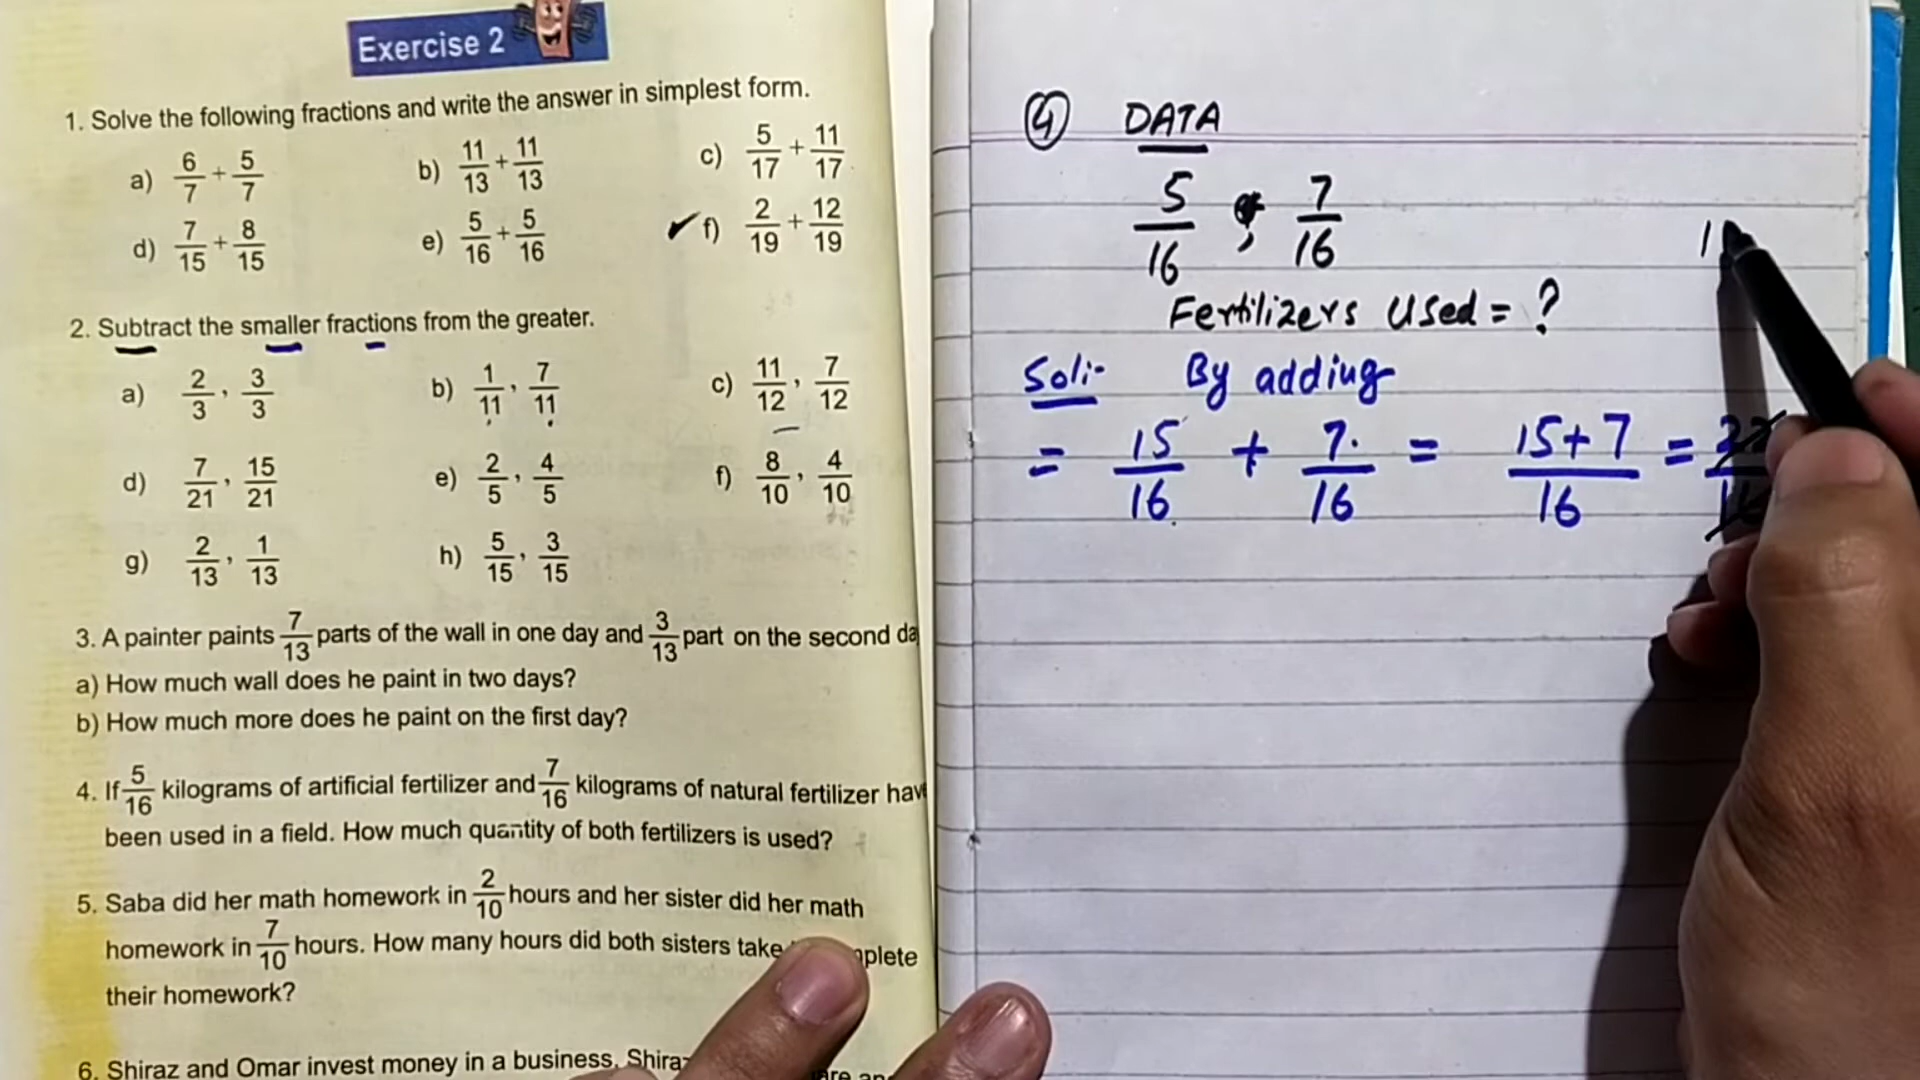 Exercise 2
1. Solve the following fractions and write the answer in simplest form.
a) 6/7 + 5/7 b) 11/13 + 11/13 c) 5/17 + 11/17
d) 7/15 + 8/15 e) 5/16 + 5/16 f) 2/19 + 12/19
2. Subtract the smaller fractions from the greater.
a) 2/3 , 3/3 b) 1/11 , 7/11 c) 11/12 , 7/12
d) 7/21 , 15/21 e) 2/5 , 4/5 f) 8/10 , 4/10
g) 2/13 , 1/13 h) 5/15 , 3/15
3. A painter paints 7/13 parts of the wall in one day and 3/13 part on the second da
a) How much wall does he paint in two days?
b) How much more does he paint on the first day?
4. If 5/16 kilograms of artificial fertilizer and 7/16 kilograms of natural fertilizer hav
been used in a field. How much quantity of both fertilizers is used?
5. Saba did her math homework in 2/10 hours and her sister did her math
homework in 7/10 hours. How many hours did both sisters take plete
their homework?
6. Shiraz and Omar invest money in a business. Shira
4 DATA
5/16 , 7/16
Fertilizers Used = ?
Sol:- By adding
= 15/16 + 7/16 = 15+7/16 =